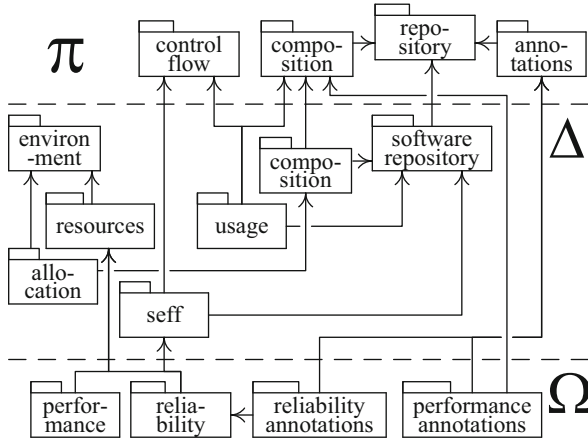 π
control
flow
compo-
sition
repo-
sitory
anno-
tations
Δ
environ
-ment
compo-
sition
software
repository
resources
usage
allo-
cation
seff
Ω
perfor-
mance
relia-
bility
reliability
annotations
performance
annotations